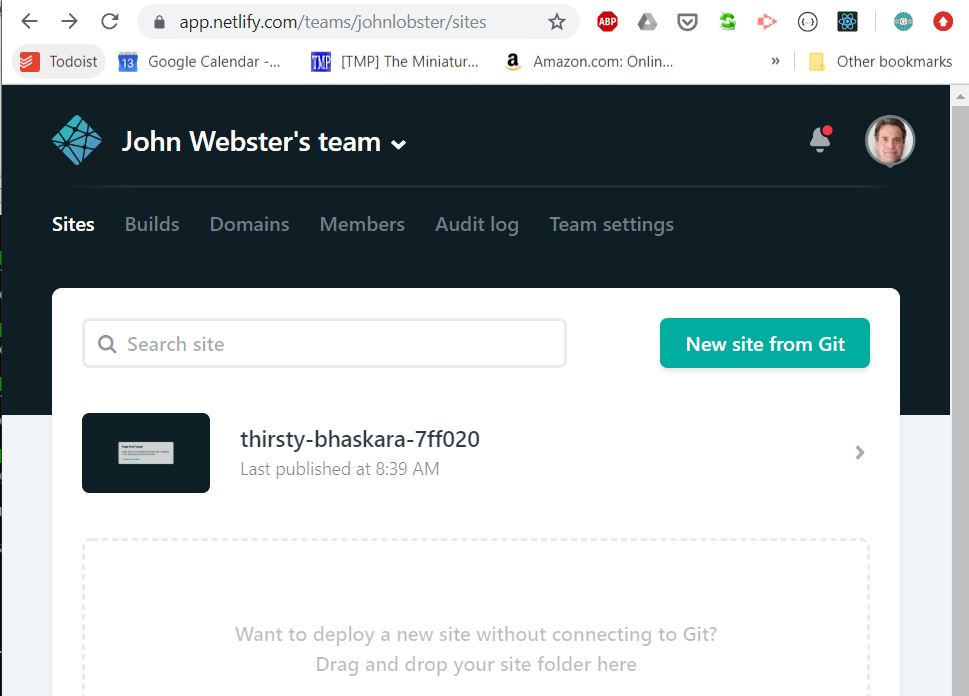 app.netlify.com/teams/johnlobster/sites
ABP
Todoist
13
Google Calendar -...
TMP
[TMP] The Miniatur...
a
Amazon.com: Onlin...
»
Other bookmarks
John Webster's team
Sites Builds Domains Members Audit log Team settings
Search site
New site from Git
thirsty-bhaskara-7ff020
Last published at 8:39 AM
Want to deploy a new site without connecting to Git?
Drag and drop your site folder here